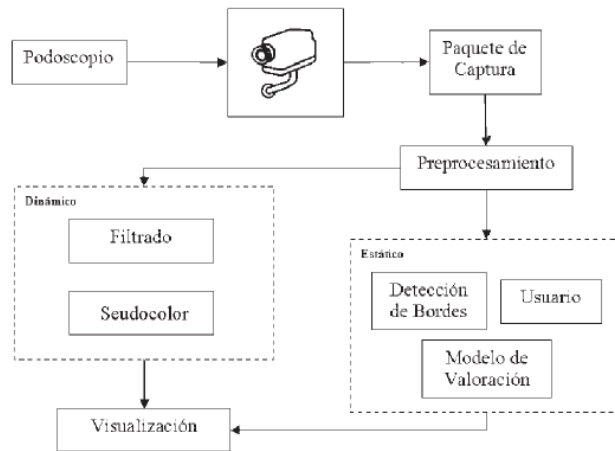 Podoscopio
Paquete de
Captura
Preprocesamiento
Dinámico
Filtrado
Seudocolor
Estático
Detección
de Bordes
Usuario
Modelo de
Valoración
Visualización